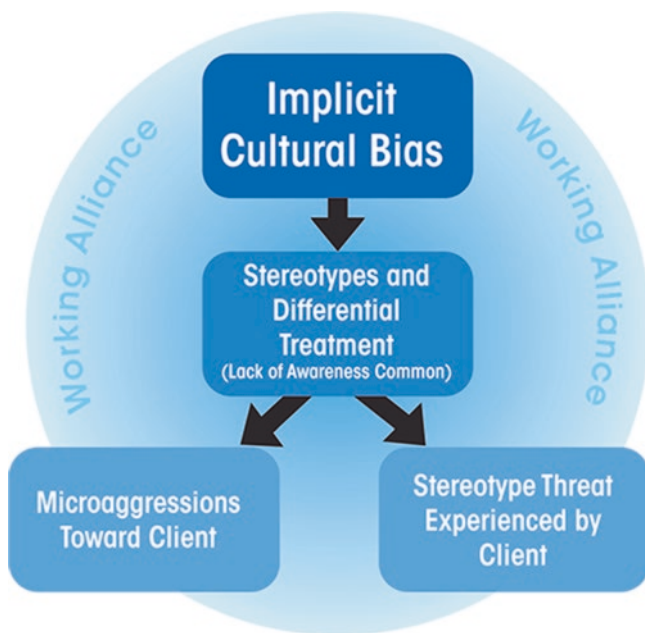 Implicit
Cultural Bias
Working Alliance
Working Alliance
Stereotypes and
Differential
Treatment
(Lack of Awareness Common)
Microaggressions
Toward Client
Stereotype Threat
Experienced by
Client